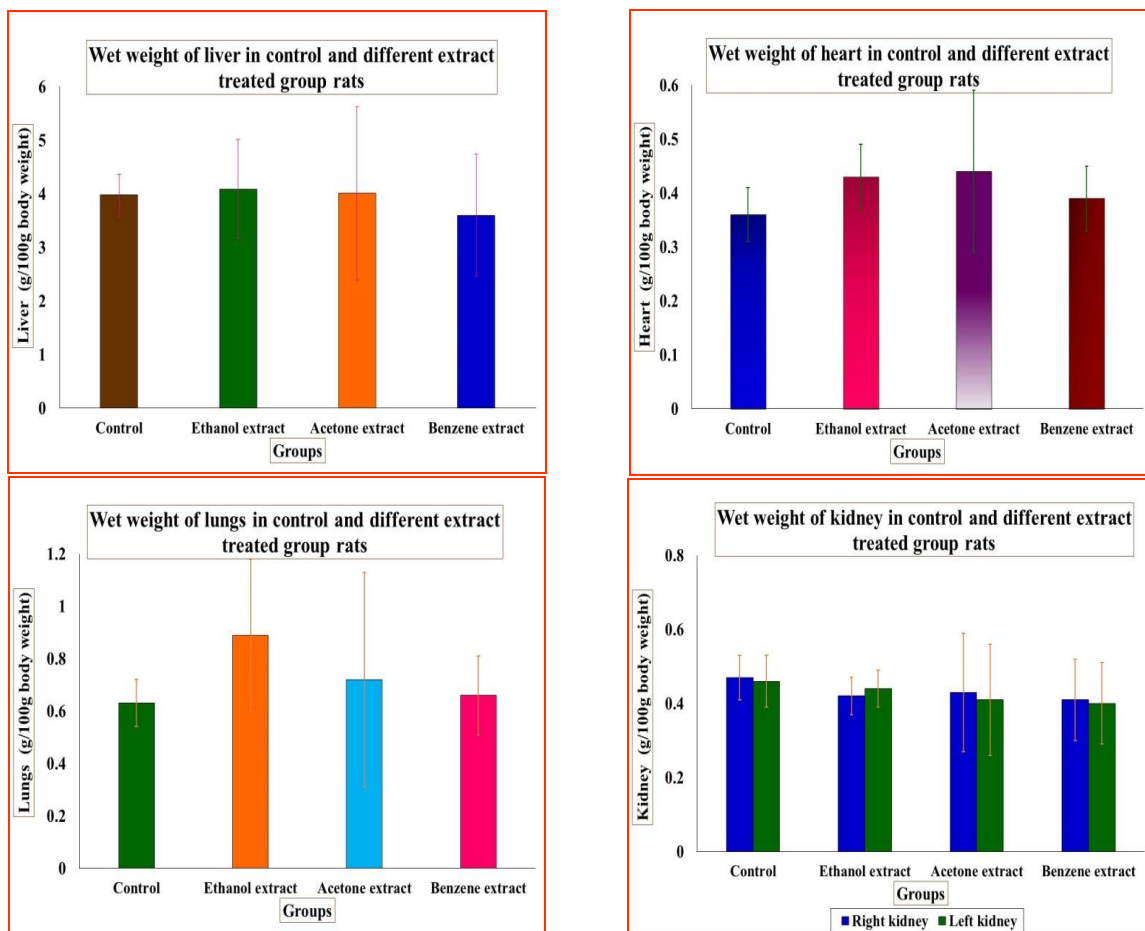 Wet weight of liver in control and different extract
treated group rats
Liver (g/100g body weight)
6
5
4
3
2
1
0
Control Ethanol extract Acetone extract Benzene extract
Groups
Wet weight of heart in control and different extract
treated group rats
Heart (g/100g body weight)
0.6
0.5
0.4
0.3
0.2
0.1
0
Control Ethanol extract Acetone extract Benzene extract
Groups
Wet weight of lungs in control and different extract
treated group rats
Lungs (g/100g body weight)
1.2
1
0.8
0.6
0.4
0.2
0
Control Ethanol extract Acetone extract Benzene extract
Groups
Wet weight of kidney in control and different extract
treated group rats
Kidney (g/100g body weight)
0.8
0.6
0.4
0.2
0
Control Ethanol extract Acetone extract Benzene extract
Groups
Right kidney Left kidney